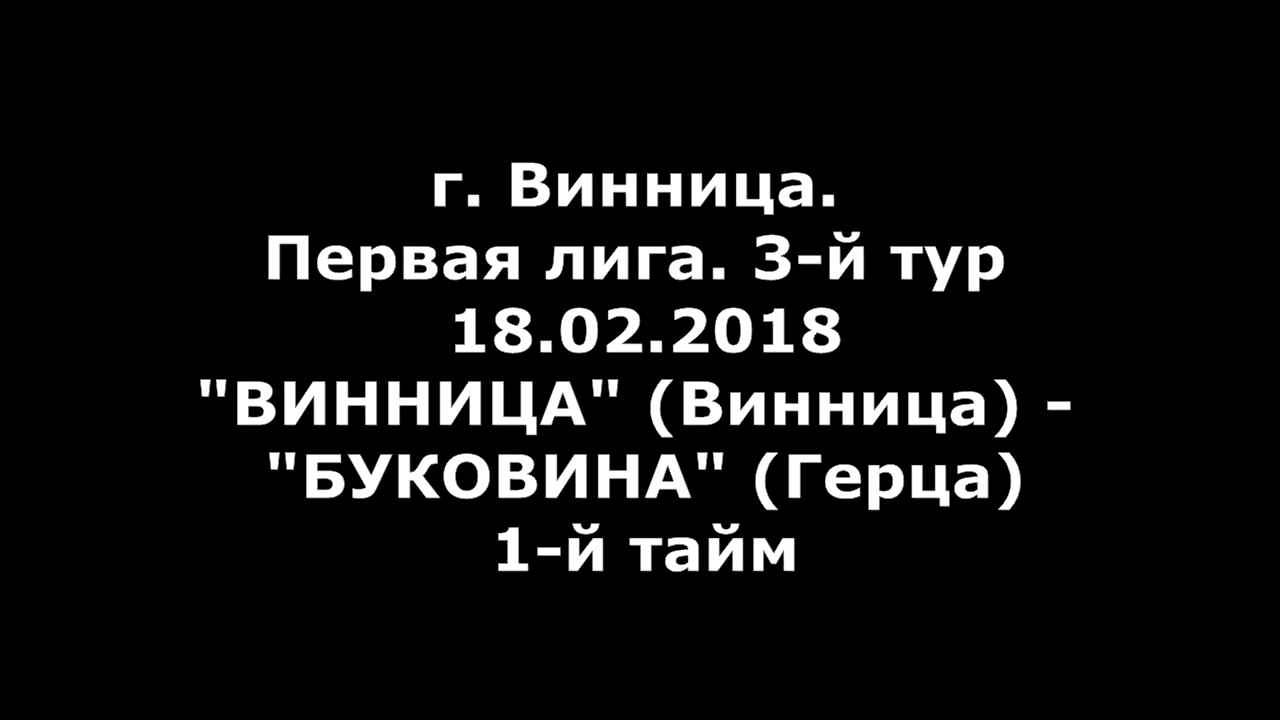 г. Винница.
Первая лига. 3-й тур
18.02.2018
"ВИННИЦА" (Винница) -
"БУКОВИНА" (Герца)
1-й тайм